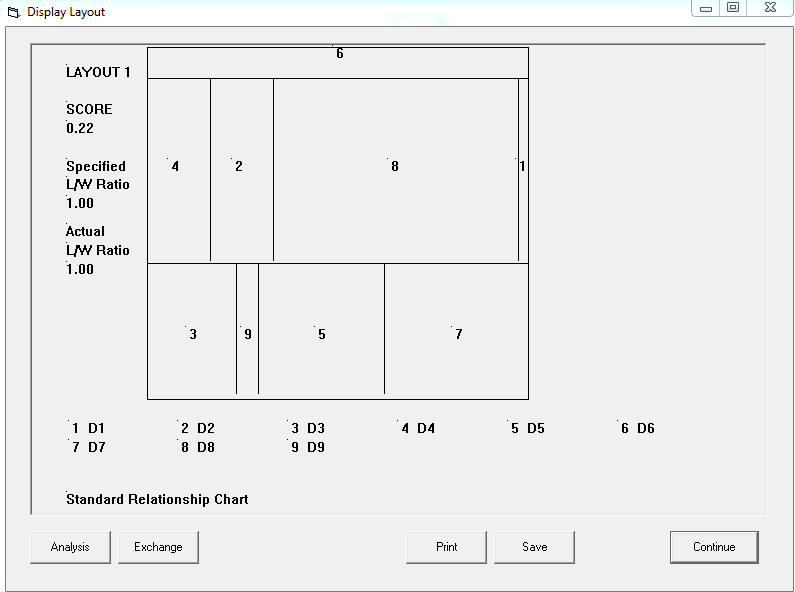 Display Layout
6
LAYOUT 1
SCORE
0.22
4 2 8 1
Specified
L/W Ratio
1.00
Actual
L/W Ratio
1.00
3 9 5 7
1 D1 2 D2 3 D3 4 D4 5 D5 6 D6
7 D7 8 D8 9 D9
Standard Relationship Chart
Analysis Exchange Print Save Continue